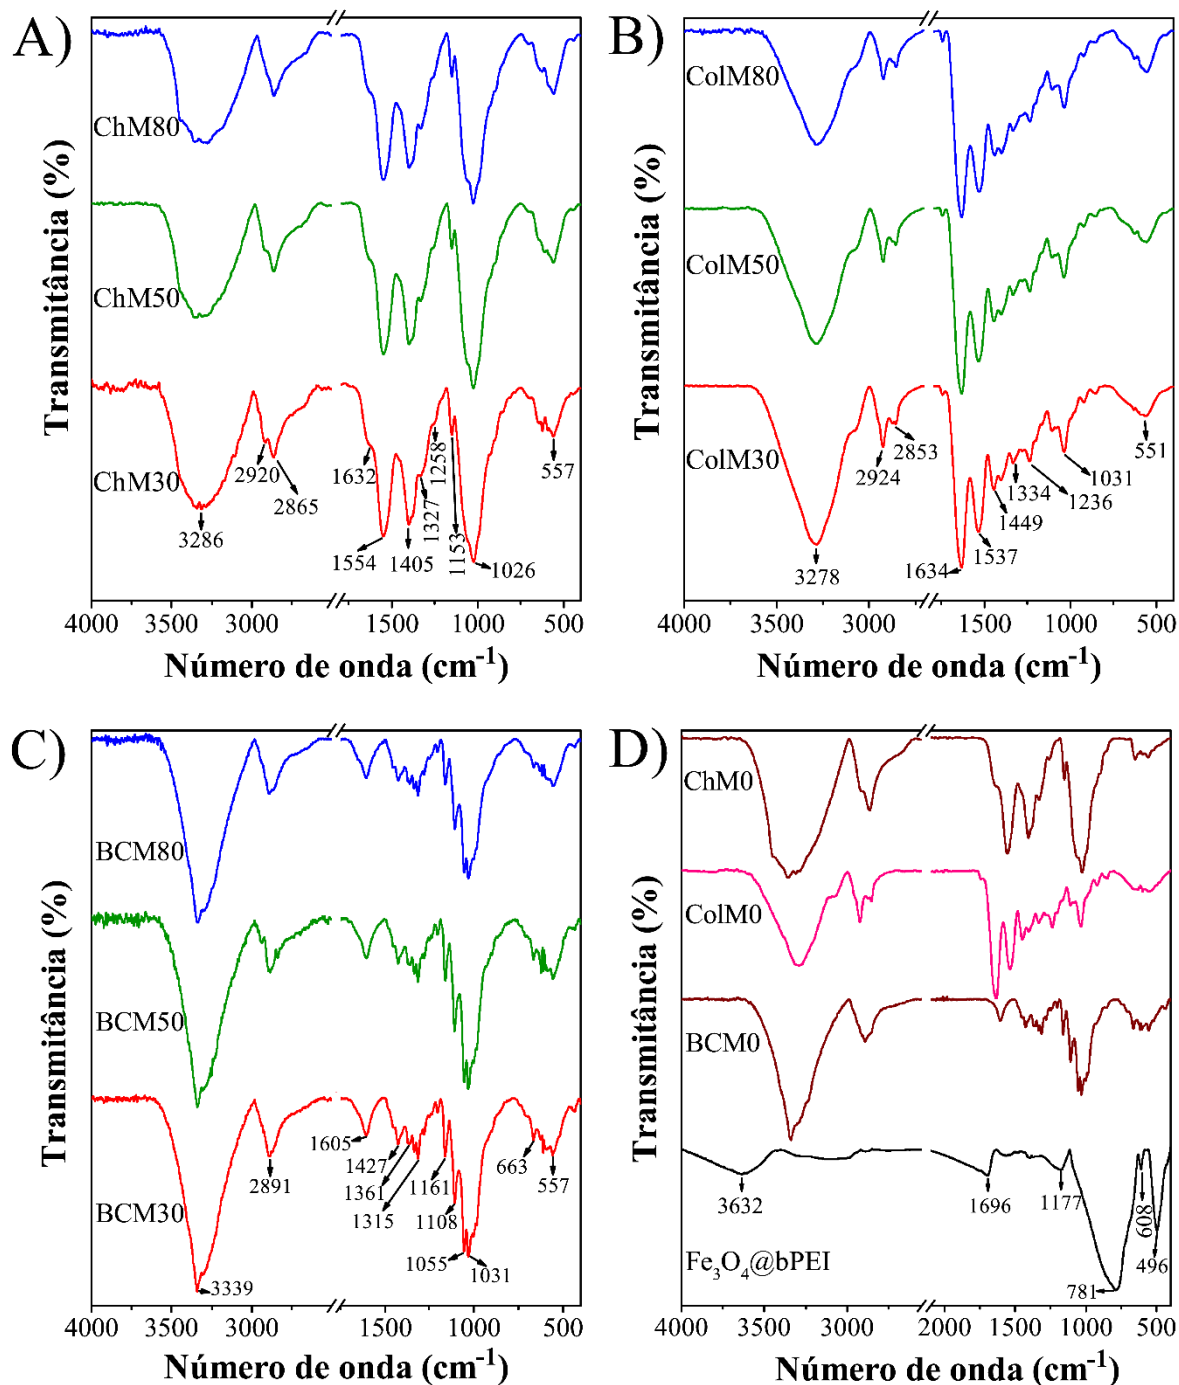 A)
ChM80
ChM50
ChM30
3286
2920
2865
1632
1554
1405
1327
1258
1153
1026
557
4000 3500 3000 1500 1000 500
Número de onda (cm⁻¹)
Transmitância (%)
B)
ColM80
ColM50
ColM30
3278
2924
2853
1634
1537
1449
1334
1236
1031
551
4000 3500 3000 1500 1000 500
Número de onda (cm⁻¹)
Transmitância (%)
C)
BCM80
BCM50
BCM30
3339
2891
1605
1427
1361
1315
1161
1108
1055
1031
663
557
4000 3500 3000 1500 1000 500
Número de onda (cm⁻¹)
Transmitância (%)
D)
ChM0
ColM0
BCM0
Fe₃O₄@bPEI
3632
1696
1177
781
608
496
4000 3500 3000 2000 1500 1000 500
Número de onda (cm⁻¹)
Transmitância (%)